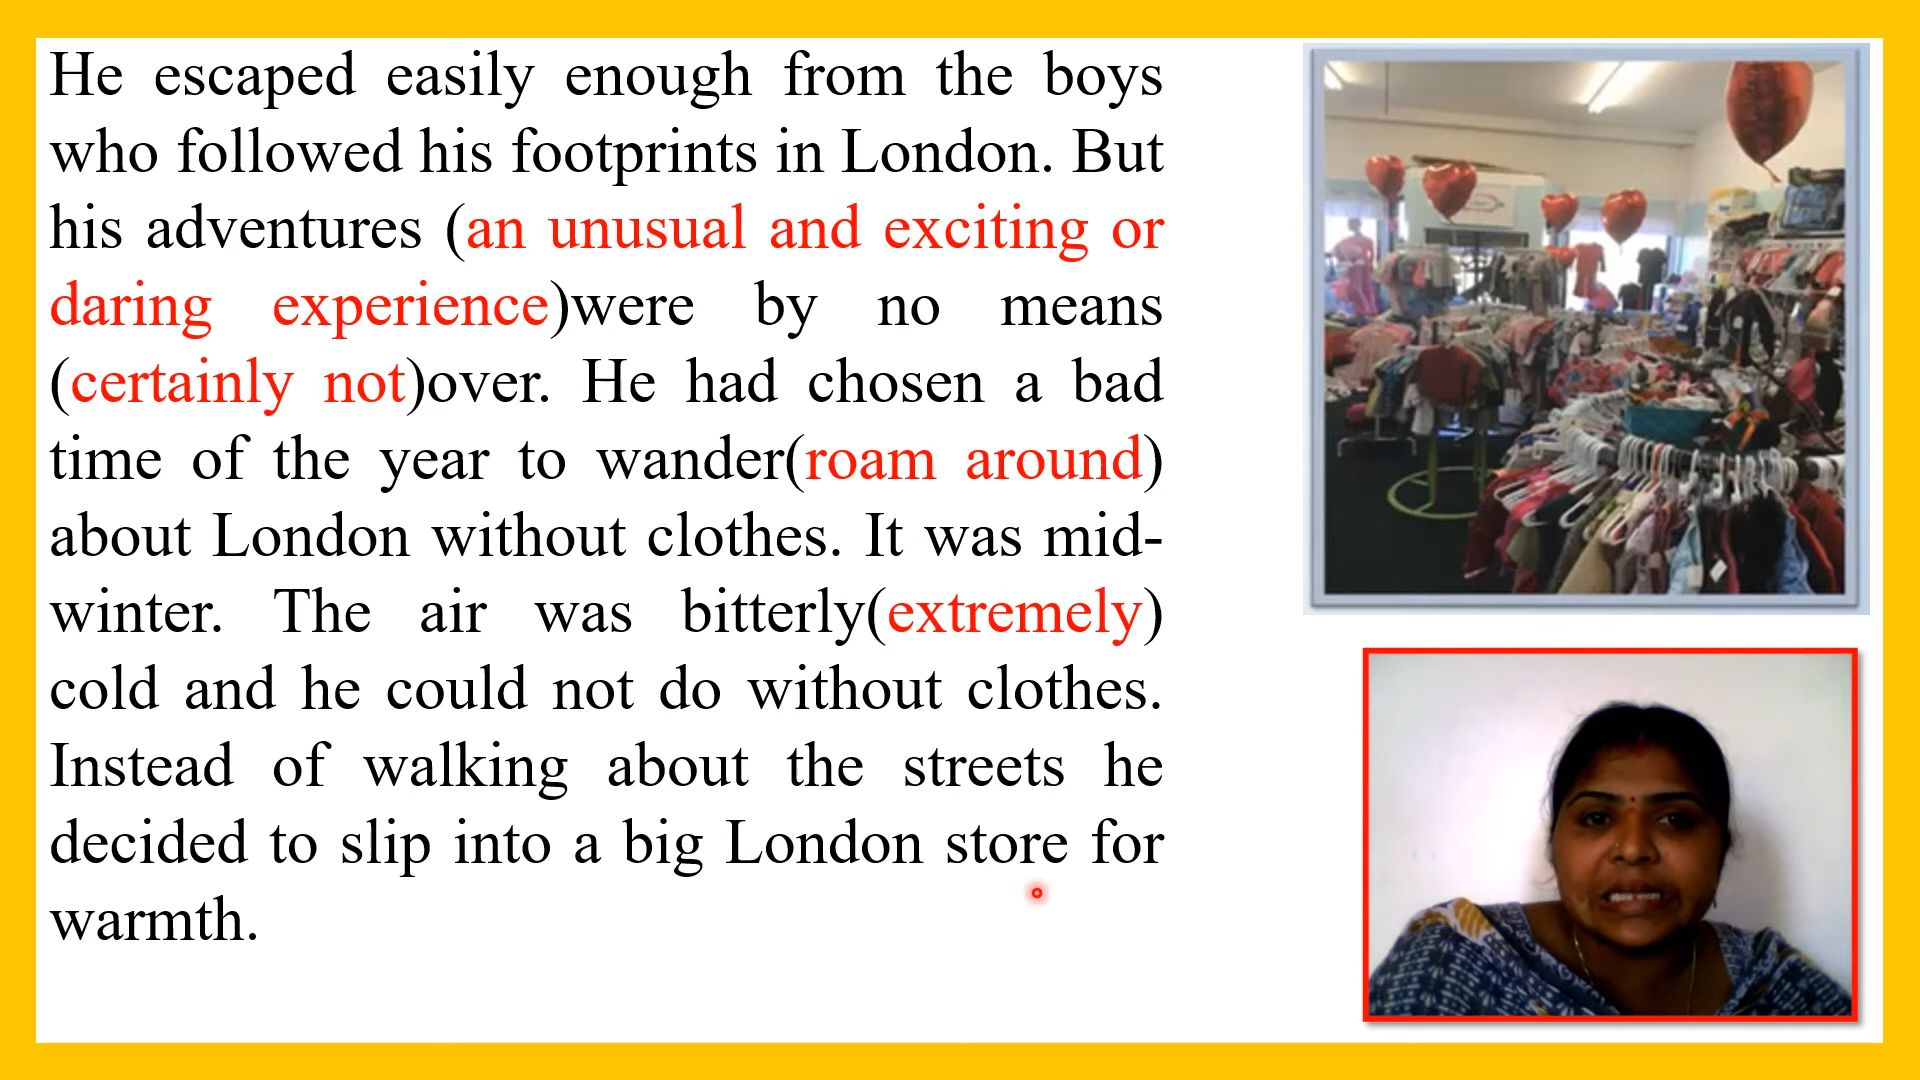 He escaped easily enough from the boys
who followed his footprints in London. But
his adventures (an unusual and exciting or
daring experience)were by no means
(certainly not)over. He had chosen a bad
time of the year to wander(roam around)
about London without clothes. It was mid-
winter. The air was bitterly(extremely)
cold and he could not do without clothes.
Instead of walking about the streets he
decided to slip into a big London store for
warmth.